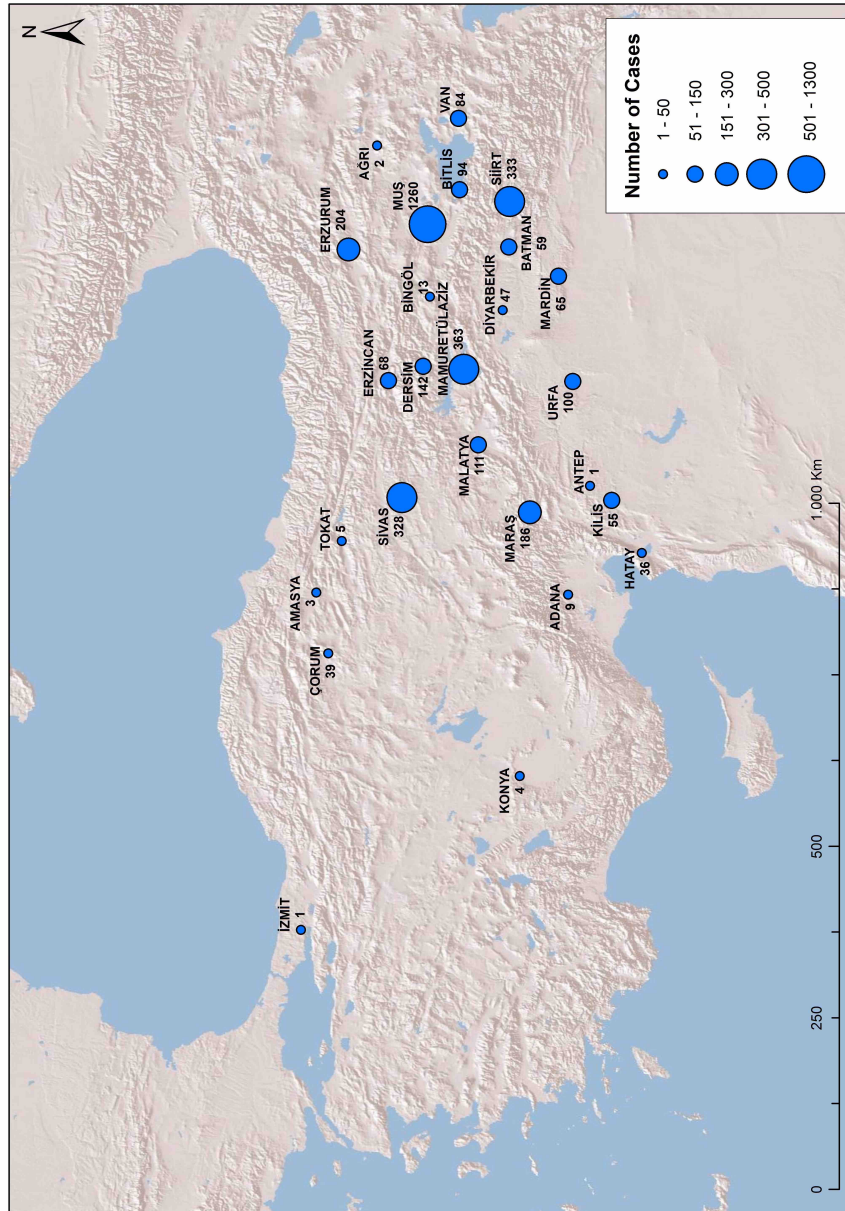 N
İZMİT
1
ÇORUM
39
AMASYA
3
TOKAT
5
SİVAS
328
ERZİNCAN
68
ERZURUM
204
AĞRI
2
DERSİM
142
BİNGÖL
13
MUŞ
1260
MAMURETÜLAZİZ
363
BİTLİS
94
VAN
84
MALATYA
111
DİYARBEKİR
47
BATMAN
59
SİİRT
333
KONYA
4
MARAŞ
186
MARDİN
65
ADANA
9
ANTEP
1
URFA
100
KİLİS
55
HATAY
36
Number of Cases
1 - 50
51 - 150
151 - 300
301 - 500
501 - 1300
0
250
500
1.000 Km